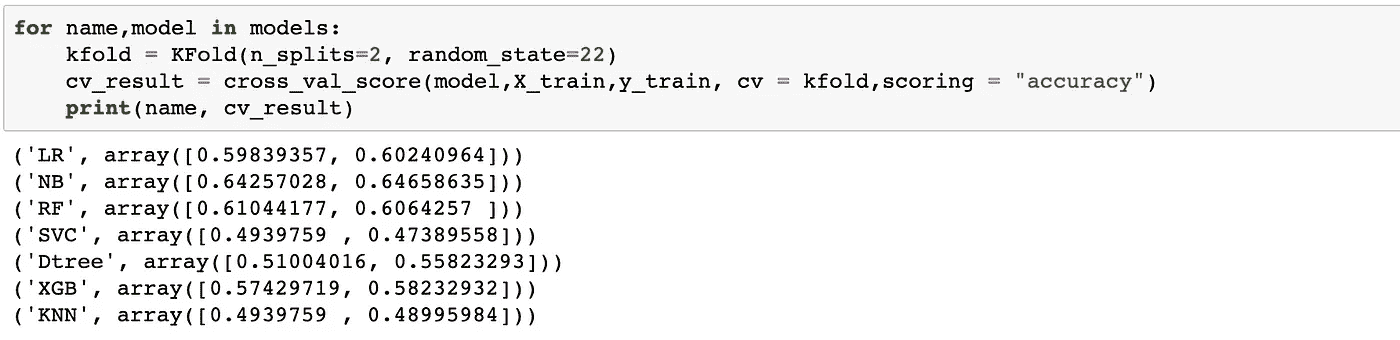 for name,model in models:
    kfold = KFold(n_splits=2, random_state=22)
    cv_result = cross_val_score(model,X_train,y_train, cv = kfold,scoring = "accuracy")
    print(name, cv_result)
('LR', array([0.59839357, 0.60240964]))
('NB', array([0.64257028, 0.64658635]))
('RF', array([0.61044177, 0.6064257 ]))
('SVC', array([0.4939759 , 0.47389558]))
('Dtree', array([0.51004016, 0.55823293]))
('XGB', array([0.57429719, 0.58232932]))
('KNN', array([0.4939759 , 0.48995984]))